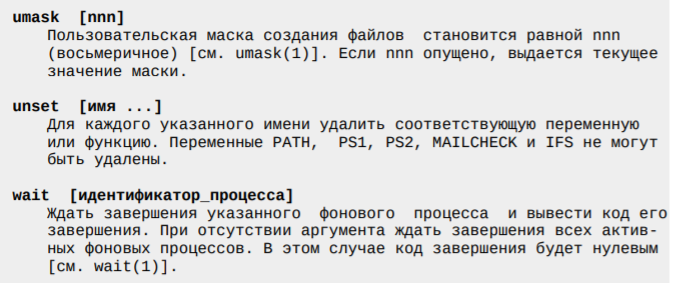 umask [nnn]
Пользовательская маска создания файлов становится равной nnn
(восьмеричное) [см. umask(1)]. Если nnn опущено, выдается текущее
значение маски.
unset [имя ...]
Для каждого указанного имени удалить соответствующую переменную
или функцию. Переменные PATH, PS1, PS2, MAILCHECK и IFS не могут
быть удалены.
wait [идентификатор_процесса]
Ждать завершения указанного фонового процесса и вывести код его
завершения. При отсутствии аргумента ждать завершения всех актив-
ных фоновых процессов. В этом случае код завершения будет нулевым
[см. wait(1)].